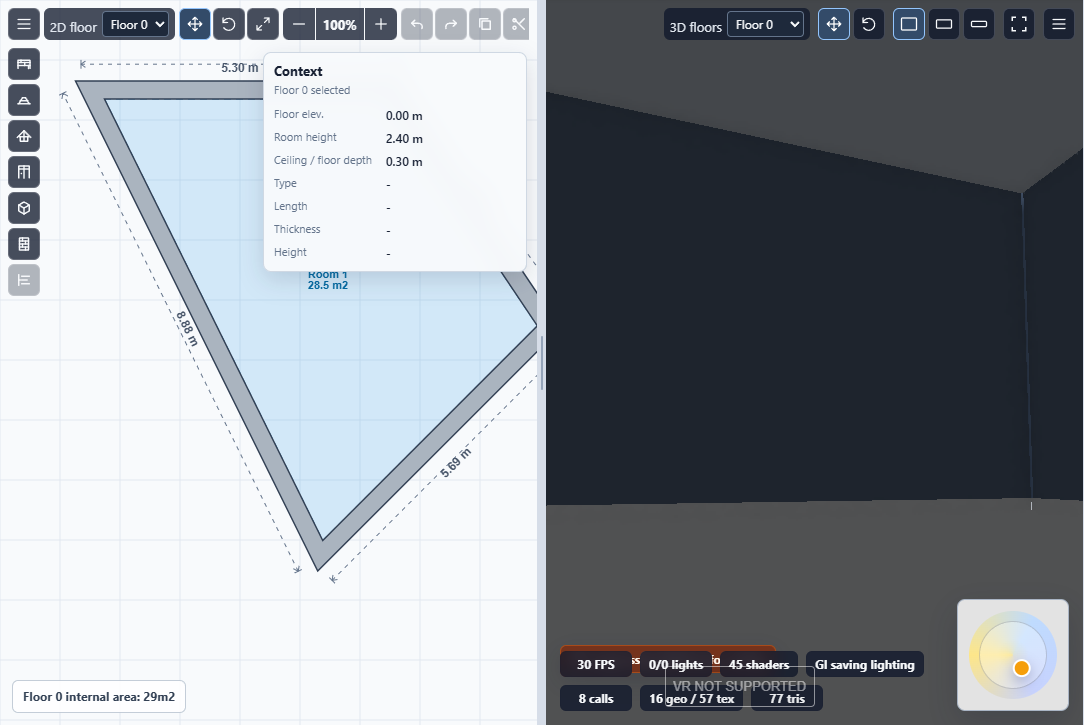 2D floor Floor 0 100%
3D floors Floor 0
5.30 m
Context
Floor 0 selected
Floor elev. 0.00 m
Room height 2.40 m
Ceiling / floor depth 0.30 m
Type -
Length -
Thickness -
Height -
Room 1
28.5 m2
8.88 m
5.69 m
30 FPS 0/0 lights 45 shaders GI saving lighting
VR NOT SUPPORTED
8 calls 16 geo / 57 tex 77 tris
Floor 0 internal area: 29m2